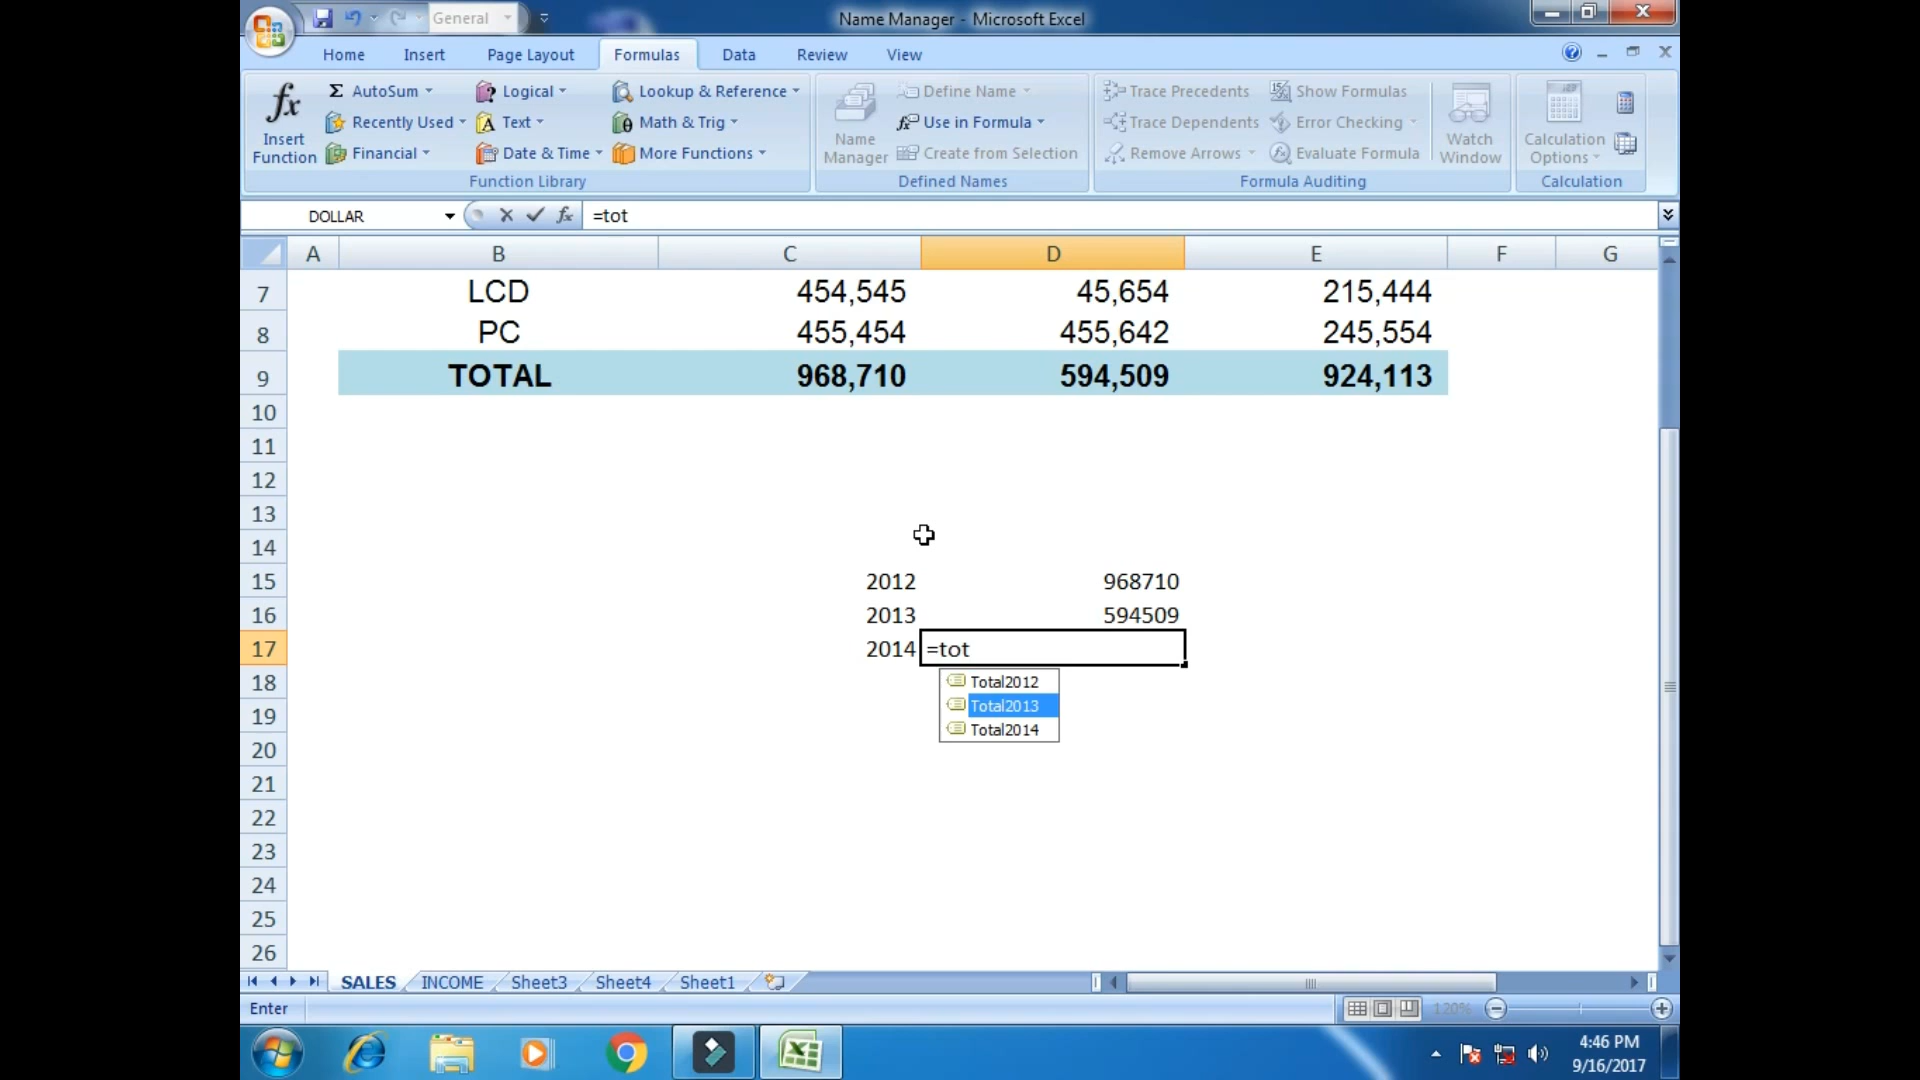 General
Name Manager - Microsoft Excel
Home Insert Page Layout Formulas Data Review View
Insert Function
Σ AutoSum
Recently Used
Financial
Logical
Text
Date & Time
Lookup & Reference
Math & Trig
More Functions
Function Library
Name Manager
Define Name
Use in Formula
Create from Selection
Defined Names
Trace Precedents
Trace Dependents
Remove Arrows
Show Formulas
Error Checking
Evaluate Formula
Formula Auditing
Watch Window
Calculation Options
Calculation
DOLLAR fx =tot
A B C D E F G
7 LCD 454,545 45,654 215,444
8 PC 455,454 455,642 245,554
9 TOTAL 968,710 594,509 924,113
10
11
12
13
14
15 2012 968710
16 2013 594509
17 2014 =tot
18 Total2012
19 Total2013
Total2014
20
21
22
23
24
25
26
SALES INCOME Sheet3 Sheet4 Sheet1
Enter 120%
4:46 PM
9/16/2017